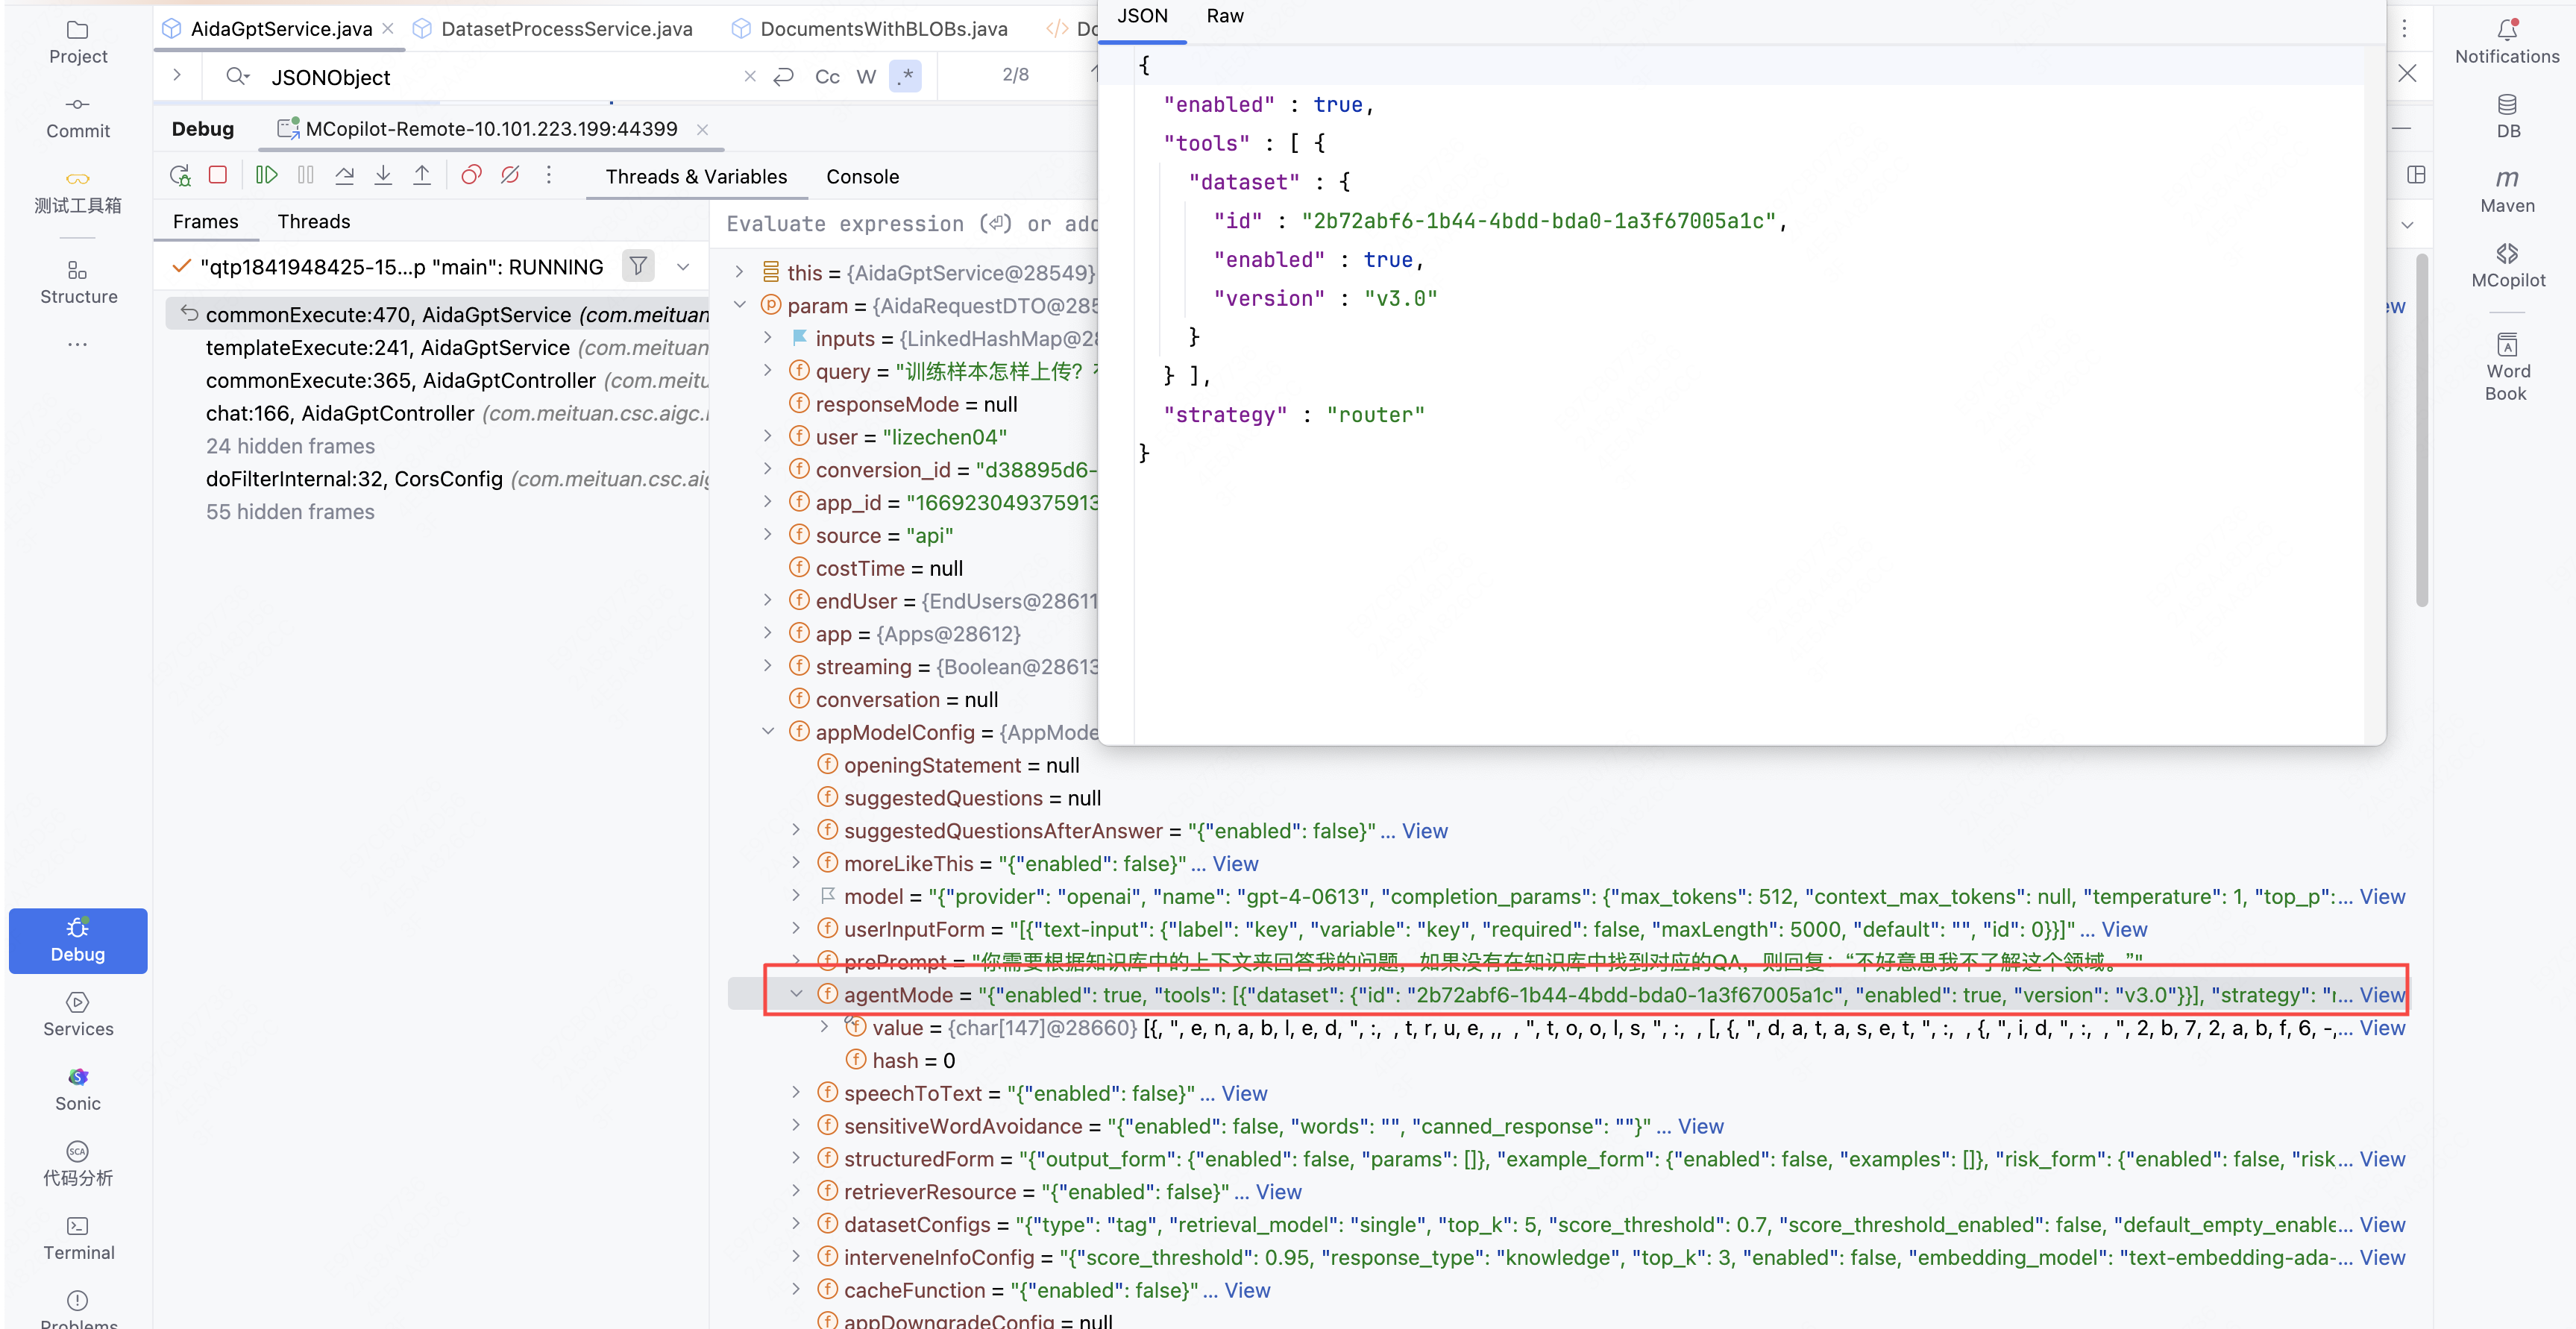 Project
Commit
测试工具箱
Structure
...
Debug
Services
Sonic
SCA
代码分析
Terminal
Problems
AidaGptService.java
DatasetProcessService.java
DocumentsWithBLOBs.java
JSONObject
Cc
W
.*
2/8
Debug
MCopilot-Remote-10.101.223.199:44399
Threads & Variables
Console
Frames
Threads
"qtp1841948425-15...p "main": RUNNING
commonExecute:470, AidaGptService (com.meituan
templateExecute:241, AidaGptService (com.meituan
commonExecute:365, AidaGptController (com.meitu
chat:166, AidaGptController (com.meituan.csc.aigc.
24 hidden frames
doFilterInternal:32, CorsConfig (com.meituan.csc.aig
55 hidden frames
Evaluate expression (⏎) or add
this = {AidaGptService@28549}
param = {AidaRequestDTO@285
inputs = {LinkedHashMap@28
query = "训练样本怎样上传？
responseMode = null
user = "lizechen04"
conversion_id = "d38895d6-
app_id = "166923049375913
source = "api"
costTime = null
endUser = {EndUsers@28611
app = {Apps@28612}
streaming = {Boolean@28613
conversation = null
appModelConfig = {AppMode
openingStatement = null
suggestedQuestions = null
suggestedQuestionsAfterAnswer = "{"enabled": false}" ... View
moreLikeThis = "{"enabled": false}" ... View
model = "{"provider": "openai", "name": "gpt-4-0613", "completion_params": {"max_tokens": 512, "context_max_tokens": null, "temperature": 1, "top_p":... View
userInputForm = "[{"text-input": {"label": "key", "variable": "key", "required": false, "maxLength": 5000, "default": "", "id": 0}}]" ... View
prePrompt = "你需要根据知识库中的上下文来回答我的问题，如果没有在知识库中找到对应的QA，则回复：“不好意思我不了解这个领域。”"
agentMode = "{"enabled": true, "tools": [{"dataset": {"id": "2b72abf6-1b44-4bdd-bda0-1a3f67005a1c", "enabled": true, "version": "v3.0"}}], "strategy": "r... View
value = {char[147]@28660} [{, ", e, n, a, b, l, e, d, ", :,  , t, r, u, e, ,,  , ", t, o, o, l, s, ", :,  , [, {, ", d, a, t, a, s, e, t, ", :,  , {, ", i, d, ", :,  , ", 2, b, 7, 2, a, b, f, 6, -,... View
hash = 0
speechToText = "{"enabled": false}" ... View
sensitiveWordAvoidance = "{"enabled": false, "words": "", "canned_response": ""}" ... View
structuredForm = "{"output_form": {"enabled": false, "params": []}, "example_form": {"enabled": false, "examples": []}, "risk_form": {"enabled": false, "risk... View
retrieverResource = "{"enabled": false}" ... View
datasetConfigs = "{"type": "tag", "retrieval_model": "single", "top_k": 5, "score_threshold": 0.7, "score_threshold_enabled": false, "default_empty_enable... View
interveneInfoConfig = "{"score_threshold": 0.95, "response_type": "knowledge", "top_k": 3, "enabled": false, "embedding_model": "text-embedding-ada-... View
cacheFunction = "{"enabled": false}" ... View
appDowngradeConfig = null
JSON
Raw
{
"enabled" : true,
"tools" : [ {
"dataset" : {
"id" : "2b72abf6-1b44-4bdd-bda0-1a3f67005a1c",
"enabled" : true,
"version" : "v3.0"
}
} ],
"strategy" : "router"
}
Notifications
DB
Maven
MCopilot
Word
Book